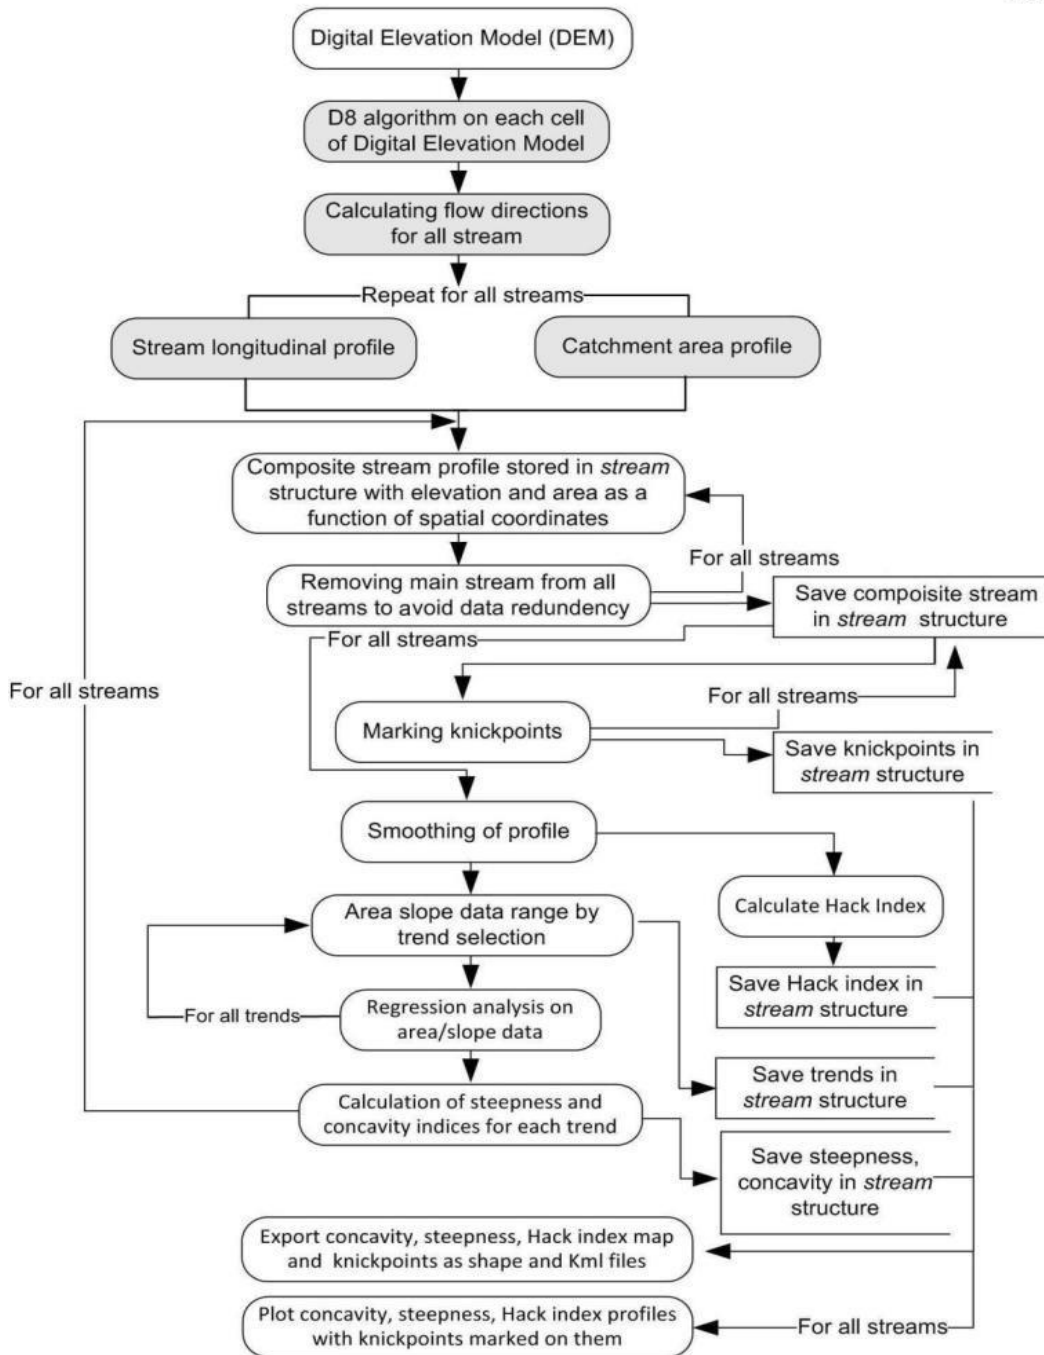 Digital Elevation Model (DEM)
D8 algorithm on each cell
of Digital Elevation Model
Calculating flow directions
for all stream
Repeat for all streams
Stream longitudinal profile
Catchment area profile
Composite stream profile stored in stream
structure with elevation and area as a
function of spatial coordinates
For all streams
Removing main stream from all
streams to avoid data redundency
Save compoisite stream
in stream structure
For all streams
For all streams
For all streams
Marking knickpoints
Save knickpoints in
stream structure
Smoothing of profile
Calculate Hack Index
Area slope data range by
trend selection
Save Hack index in
stream structure
For all trends
Regression analysis on
area/slope data
Save trends in
stream structure
Calculation of steepness and
concavity indices for each trend
Save steepness,
concavity in stream
structure
Export concavity, steepness, Hack index map
and knickpoints as shape and Kml files
Plot concavity, steepness, Hack index profiles
with knickpoints marked on them
For all streams